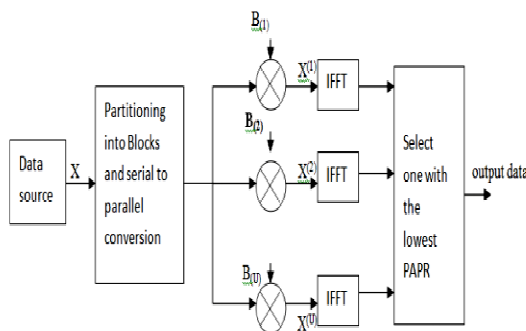 B(1)
X(1)
IFFT
Partitioning
into Blocks
and serial to
parallel
conversion
Data
source
X
B(2)
X(2)
IFFT
Select
one with
the
lowest
PAPR
output data
B(U)
X(U)
IFFT